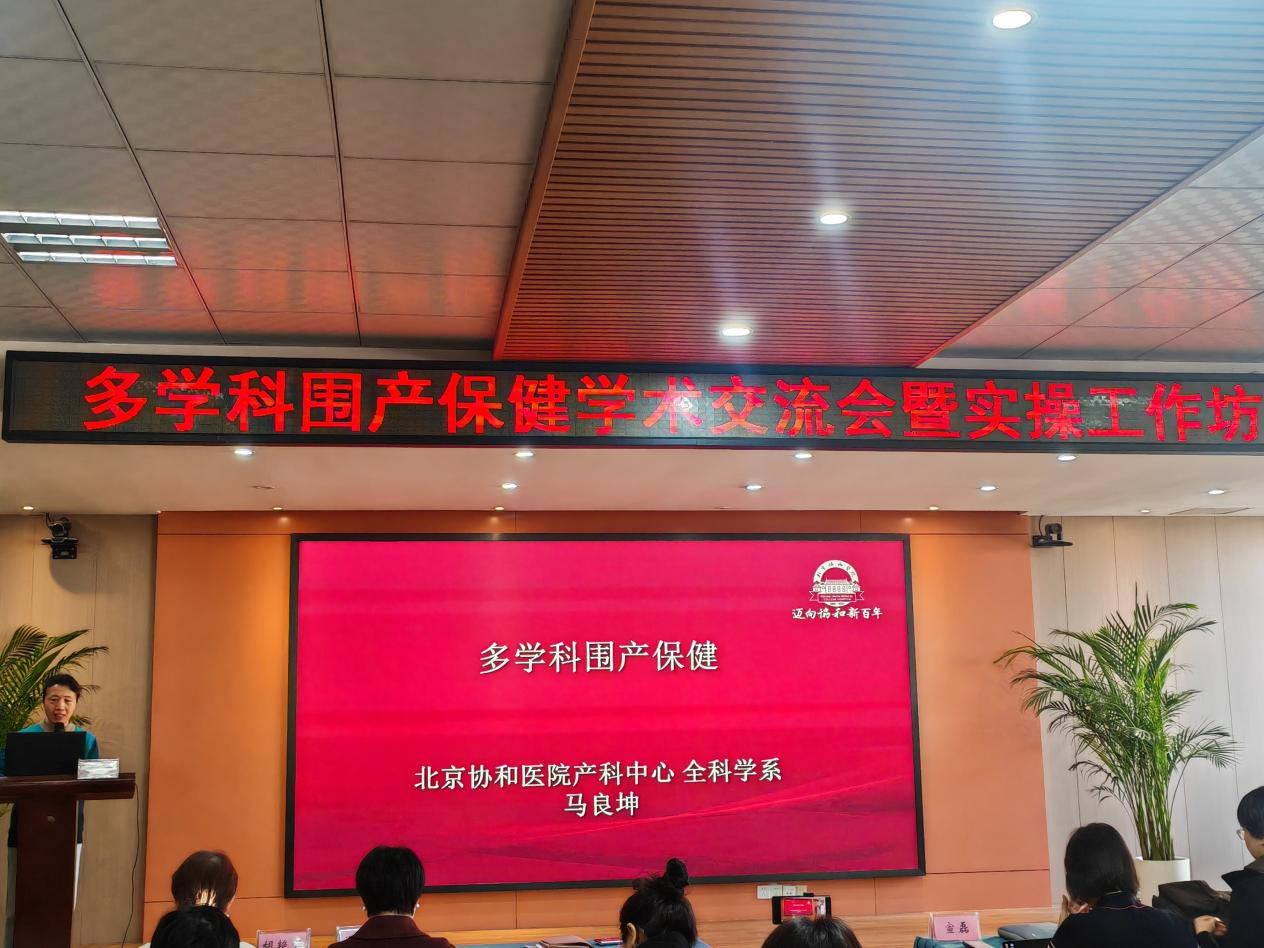 多学科围产保健学术交流会暨实操工作坊
迈向协和新百年
多学科围产保健
北京协和医院产科中心 全科学系
马良坤